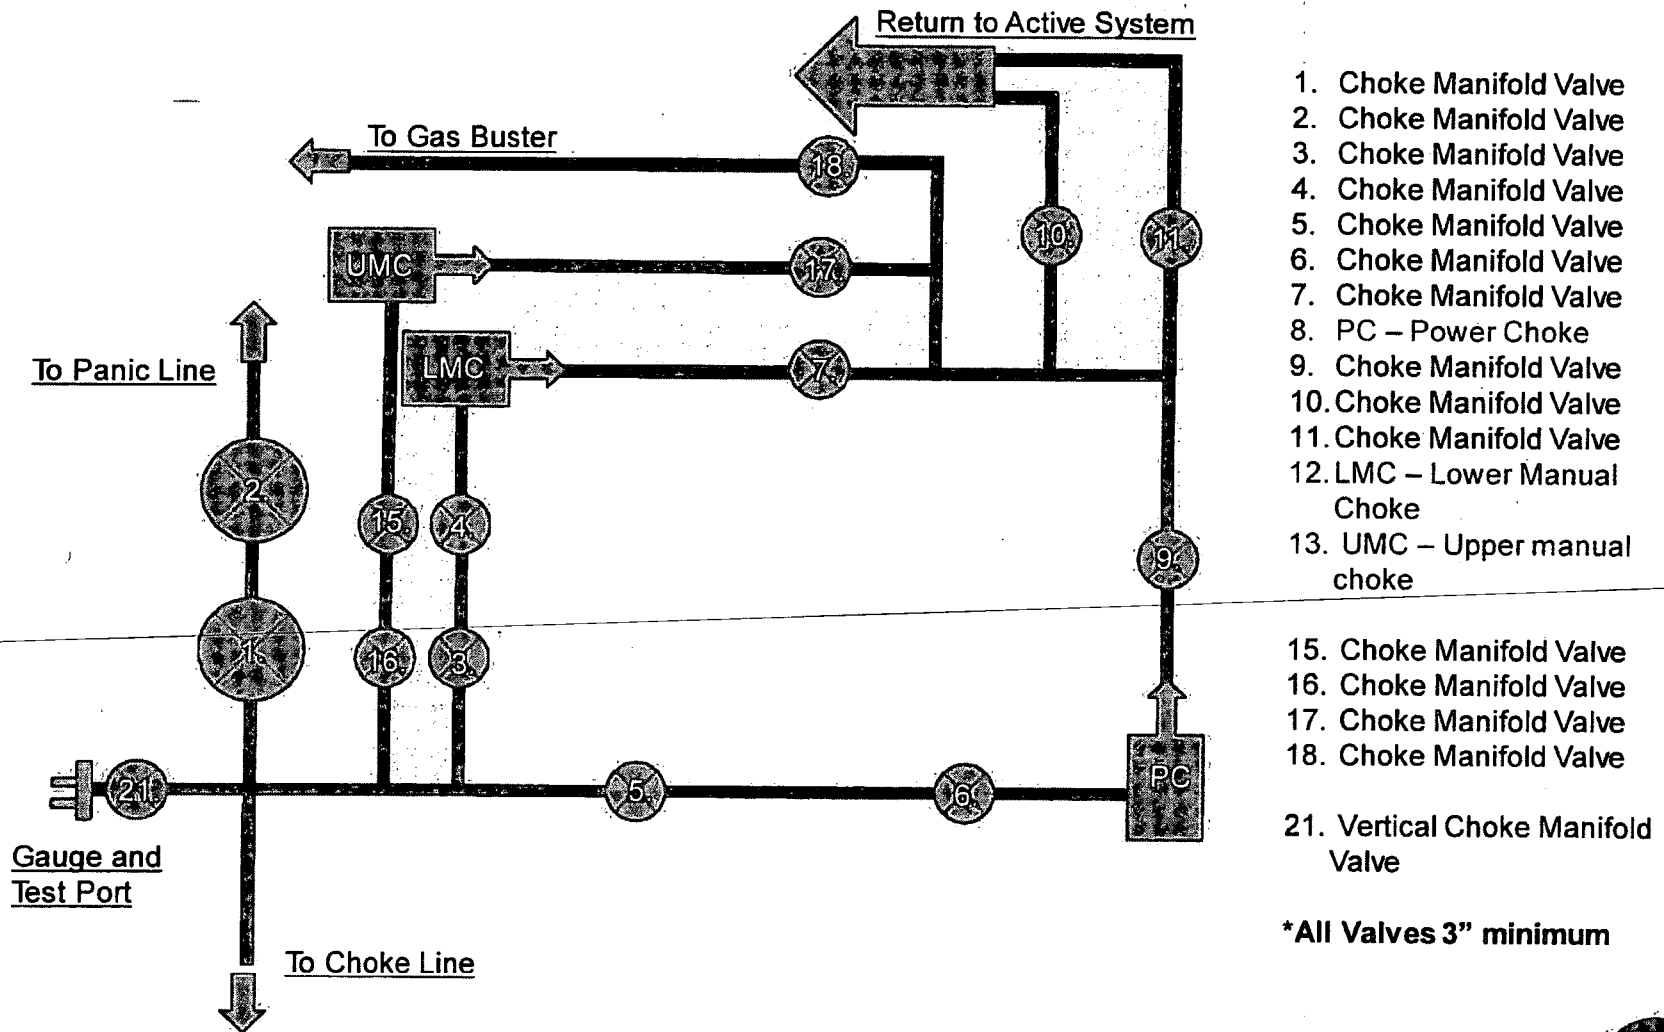 Return to Active System
To Gas Buster
18.
10.
11.
UMC
17.
LMC
7.
To Panic Line
2.
15.
4.
9.
1.
16.
3.
21.
5.
6.
PC
Gauge and
Test Port
To Choke Line
1. Choke Manifold Valve
2. Choke Manifold Valve
3. Choke Manifold Valve
4. Choke Manifold Valve
5. Choke Manifold Valve
6. Choke Manifold Valve
7. Choke Manifold Valve
8. PC – Power Choke
9. Choke Manifold Valve
10. Choke Manifold Valve
11. Choke Manifold Valve
12. LMC – Lower Manual
Choke
13. UMC – Upper manual
choke
15. Choke Manifold Valve
16. Choke Manifold Valve
17. Choke Manifold Valve
18. Choke Manifold Valve
21. Vertical Choke Manifold
Valve
*All Valves 3” minimum